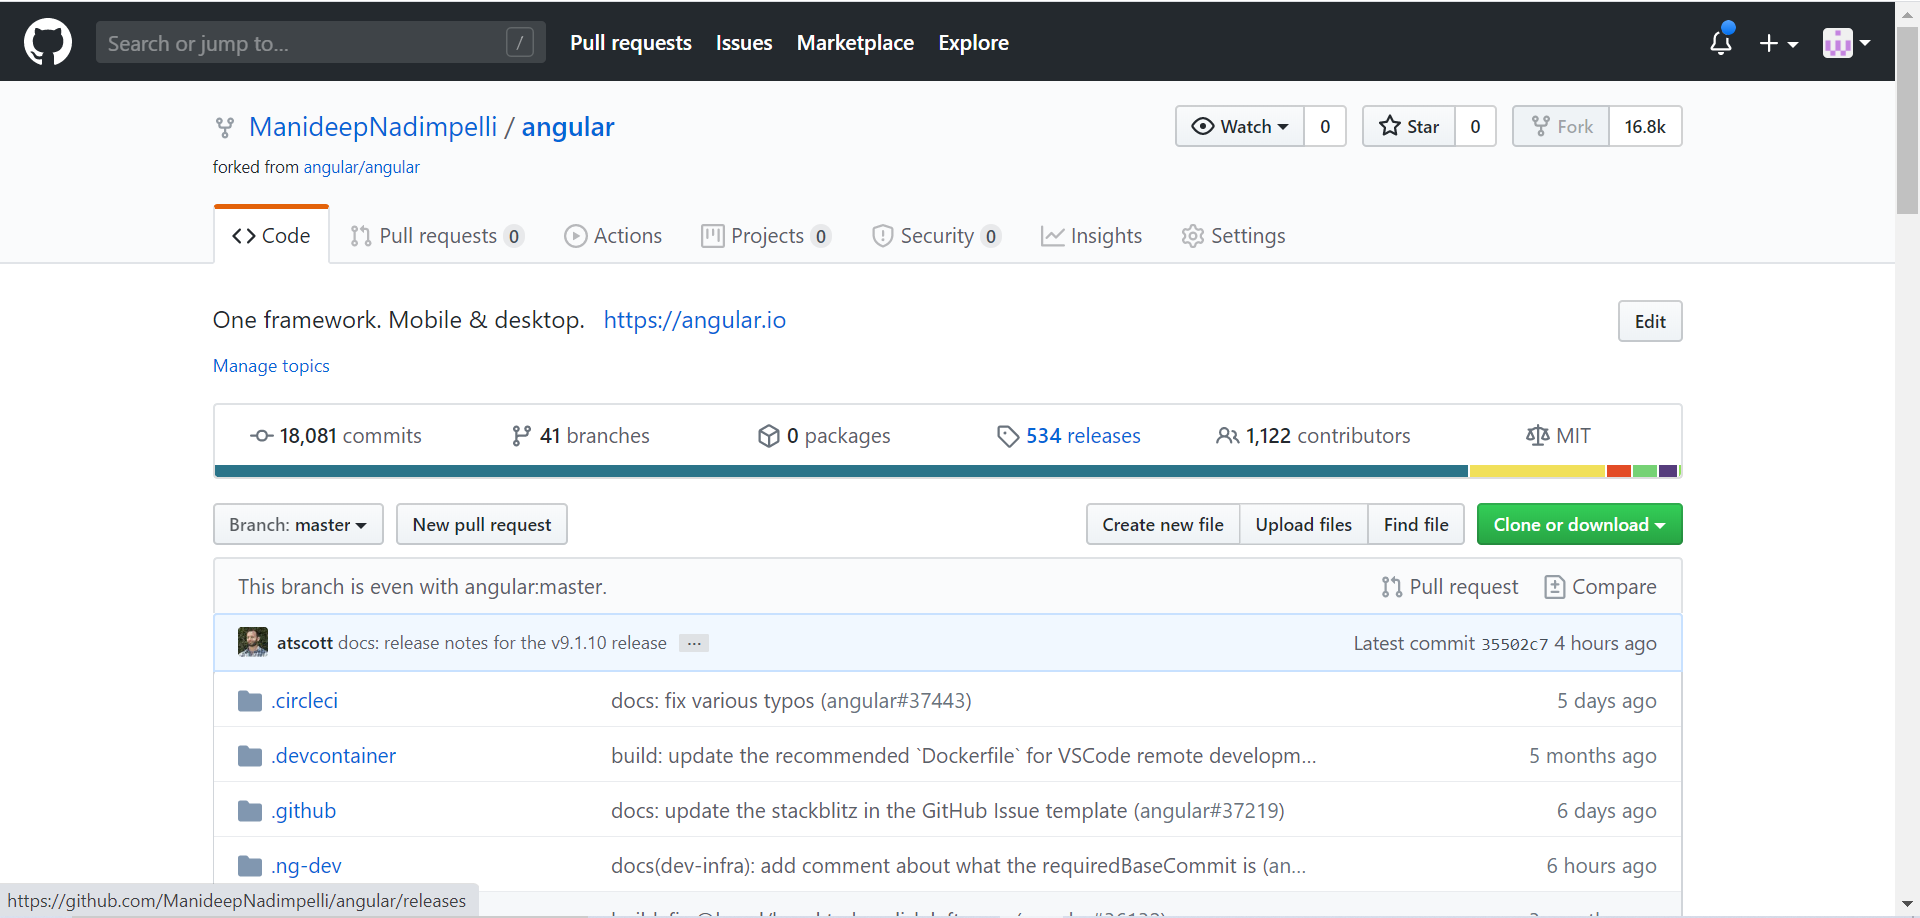 Search or jump to... / Pull requests Issues Marketplace Explore
ManideepNadimpelli / angular Watch 0 Star 0 Fork 16.8k
forked from angular/angular
Code Pull requests 0 Actions Projects 0 Security 0 Insights Settings
One framework. Mobile & desktop. https://angular.io Edit
Manage topics
18,081 commits 41 branches 0 packages 534 releases 1,122 contributors MIT
Branch: master New pull request Create new file Upload files Find file Clone or download
This branch is even with angular:master. Pull request Compare
atscott docs: release notes for the v9.1.10 release ... Latest commit 35502c7 4 hours ago
.circleci docs: fix various typos (angular#37443) 5 days ago
.devcontainer build: update the recommended `Dockerfile` for VSCode remote developm... 5 months ago
.github docs: update the stackblitz in the GitHub Issue template (angular#37219) 6 days ago
.ng-dev docs(dev-infra): add comment about what the requiredBaseCommit is (an... 6 hours ago
https://github.com/ManideepNadimpelli/angular/releases